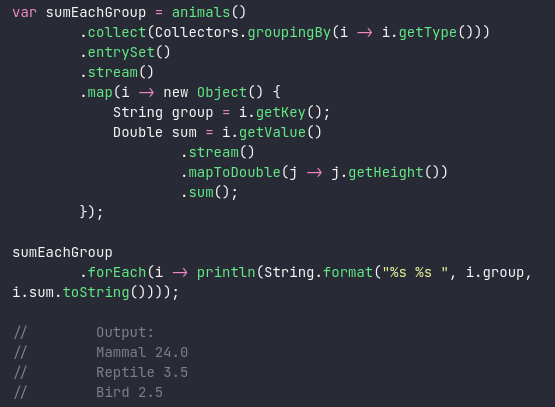 var sumEachGroup = animals()
        .collect(Collectors.groupingBy(i -> i.getType()))
        .entrySet()
        .stream()
        .map(i -> new Object() {
            String group = i.getKey();
            Double sum = i.getValue()
                    .stream()
                    .mapToDouble(j -> j.getHeight())
                    .sum();
        });

sumEachGroup
        .forEach(i -> println(String.format("%s %s ", i.group,
i.sum.toString())));

//        Output:
//        Mammal 24.0
//        Reptile 3.5
//        Bird 2.5